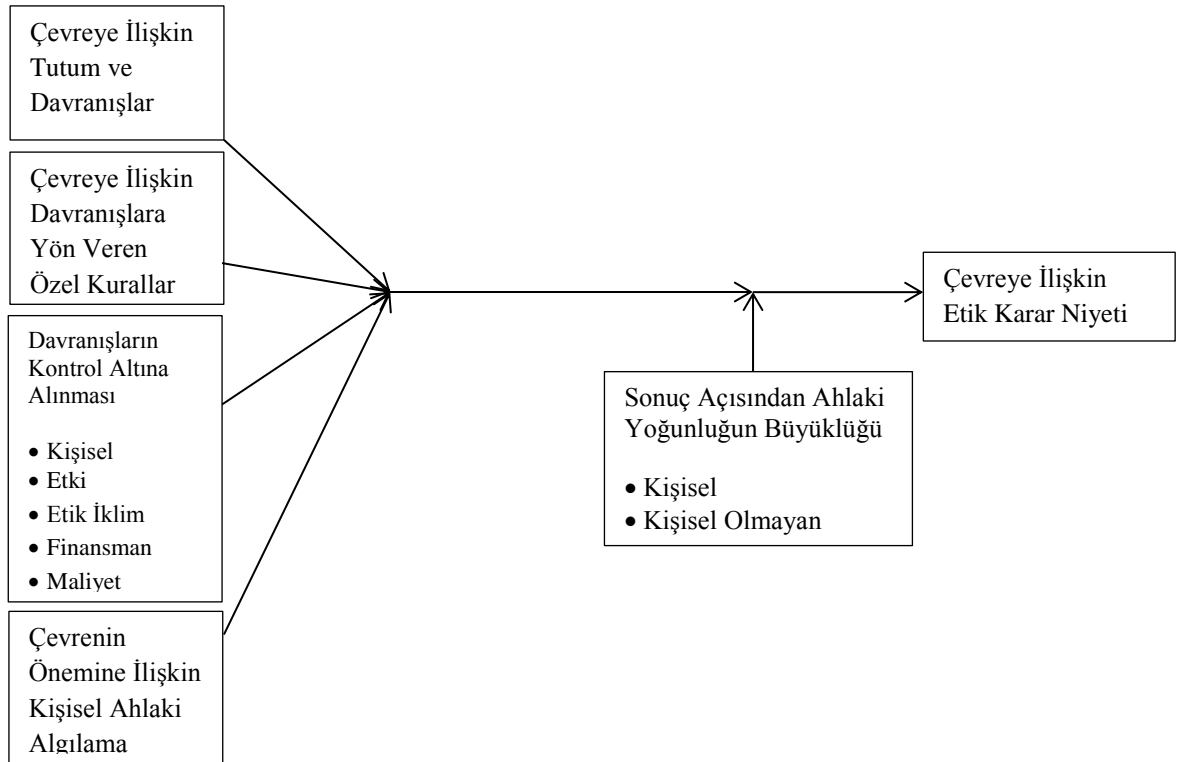 Çevreye İlişkin
Tutum ve
Davranışlar
Çevreye İlişkin
Davranışlara
Yön Veren
Özel Kurallar
Davranışların
Kontrol Altına
Alınması
• Kişisel
• Etki
• Etik İklim
• Finansman
• Maliyet
Çevrenin
Önemine İlişkin
Kişisel Ahlaki
Algılama
Sonuç Açısından Ahlaki
Yoğunluğun Büyüklüğü
• Kişisel
• Kişisel Olmayan
Çevreye İlişkin
Etik Karar Niyeti